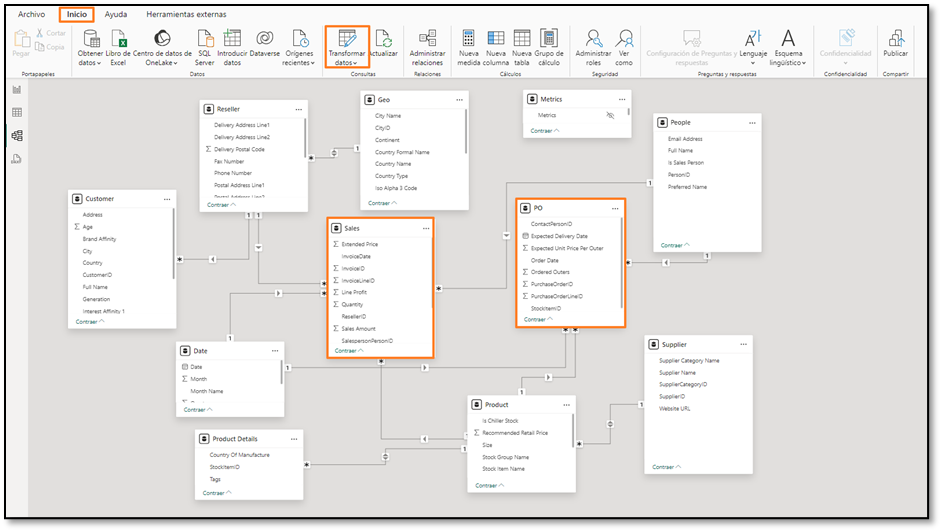 Archivo Inicio Ayuda Herramientas externas
Pegar
Cortar
Copia
Portapapeles
Obtener datos
Libro de Excel
Centro de datos de OneLake
SQL Server
Introducir datos
Dataverse
Orígenes recientes
Datos
Transformar datos
Actualizar
Consultas
Administrar relaciones
Relaciones
Nueva medida
Nueva columna
Nueva tabla
Grupo de cálculo
Cálculos
Administrar roles
Ver como
Seguridad
Configuración de Preguntas y respuestas
Lenguaje
Esquema lingüístico
Preguntas y respuestas
Confidencialidad
Confidencialidad
Publicar
Compartir
Reseller
Delivery Address Line1
Delivery Address Line2
Delivery Postal Code
Fax Number
Phone Number
Postal Address Line1
Postal Address Line2
Contraer
Geo
City Name
CityID
Continent
Country Formal Name
Country Name
Country Type
Iso Alpha 3 Code
Contraer
Metrics
Metrics
Contraer
People
Email Address
Full Name
Is Sales Person
PersonID
Preferred Name
Contraer
Customer
Address
Age
Brand Affinity
City
Country
CustomerID
Full Name
Generation
Interest Affinity 1
Contraer
Sales
Extended Price
InvoiceDate
InvoiceID
InvoiceLineID
Line Profit
Quantity
ResellerID
Sales Amount
SalespersonPersonID
Contraer
PO
ContactPersonID
Expected Delivery Date
Expected Unit Price Per Outer
Order Date
Ordered Outers
PurchaseOrderID
PurchaseOrderLineID
StockItemID
Contraer
Date
Date
Month
Month Name
Contraer
Product Details
Country Of Manufacture
StockItemID
Tags
Contraer
Product
Is Chiller Stock
Recommended Retail Price
Size
Stock Group Name
Stock Item Name
Contraer
Supplier
Supplier Category Name
Supplier Name
SupplierCategoryID
SupplierID
Website URL
Contraer